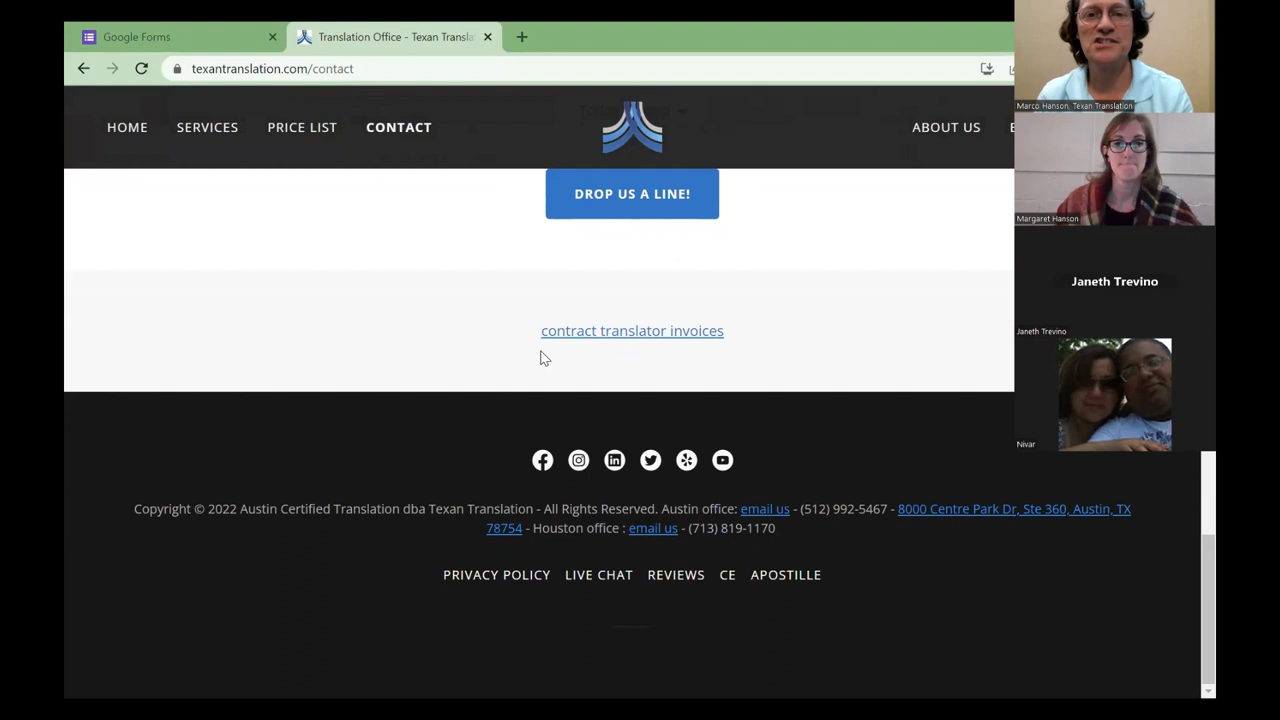 Google Forms
Translation Office - Texan Transla
texantranslation.com/contact
HOME SERVICES PRICE LIST CONTACT ABOUT US
DROP US A LINE!
contract translator invoices
Copyright © 2022 Austin Certified Translation dba Texan Translation - All Rights Reserved. Austin office: email us - (512) 992-5467 - 8000 Centre Park Dr, Ste 360, Austin, TX
78754 - Houston office : email us - (713) 819-1170
PRIVACY POLICY LIVE CHAT REVIEWS CE APOSTILLE
Marco Hanson, Texan Translation
Margaret Hanson
Janeth Trevino
Janeth Trevino
Nivar